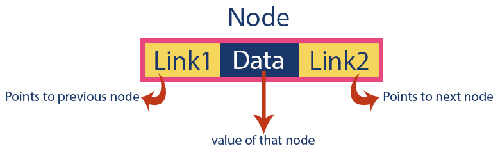 Node
Link1 Data Link2
Points to previous node
Points to next node
value of that node